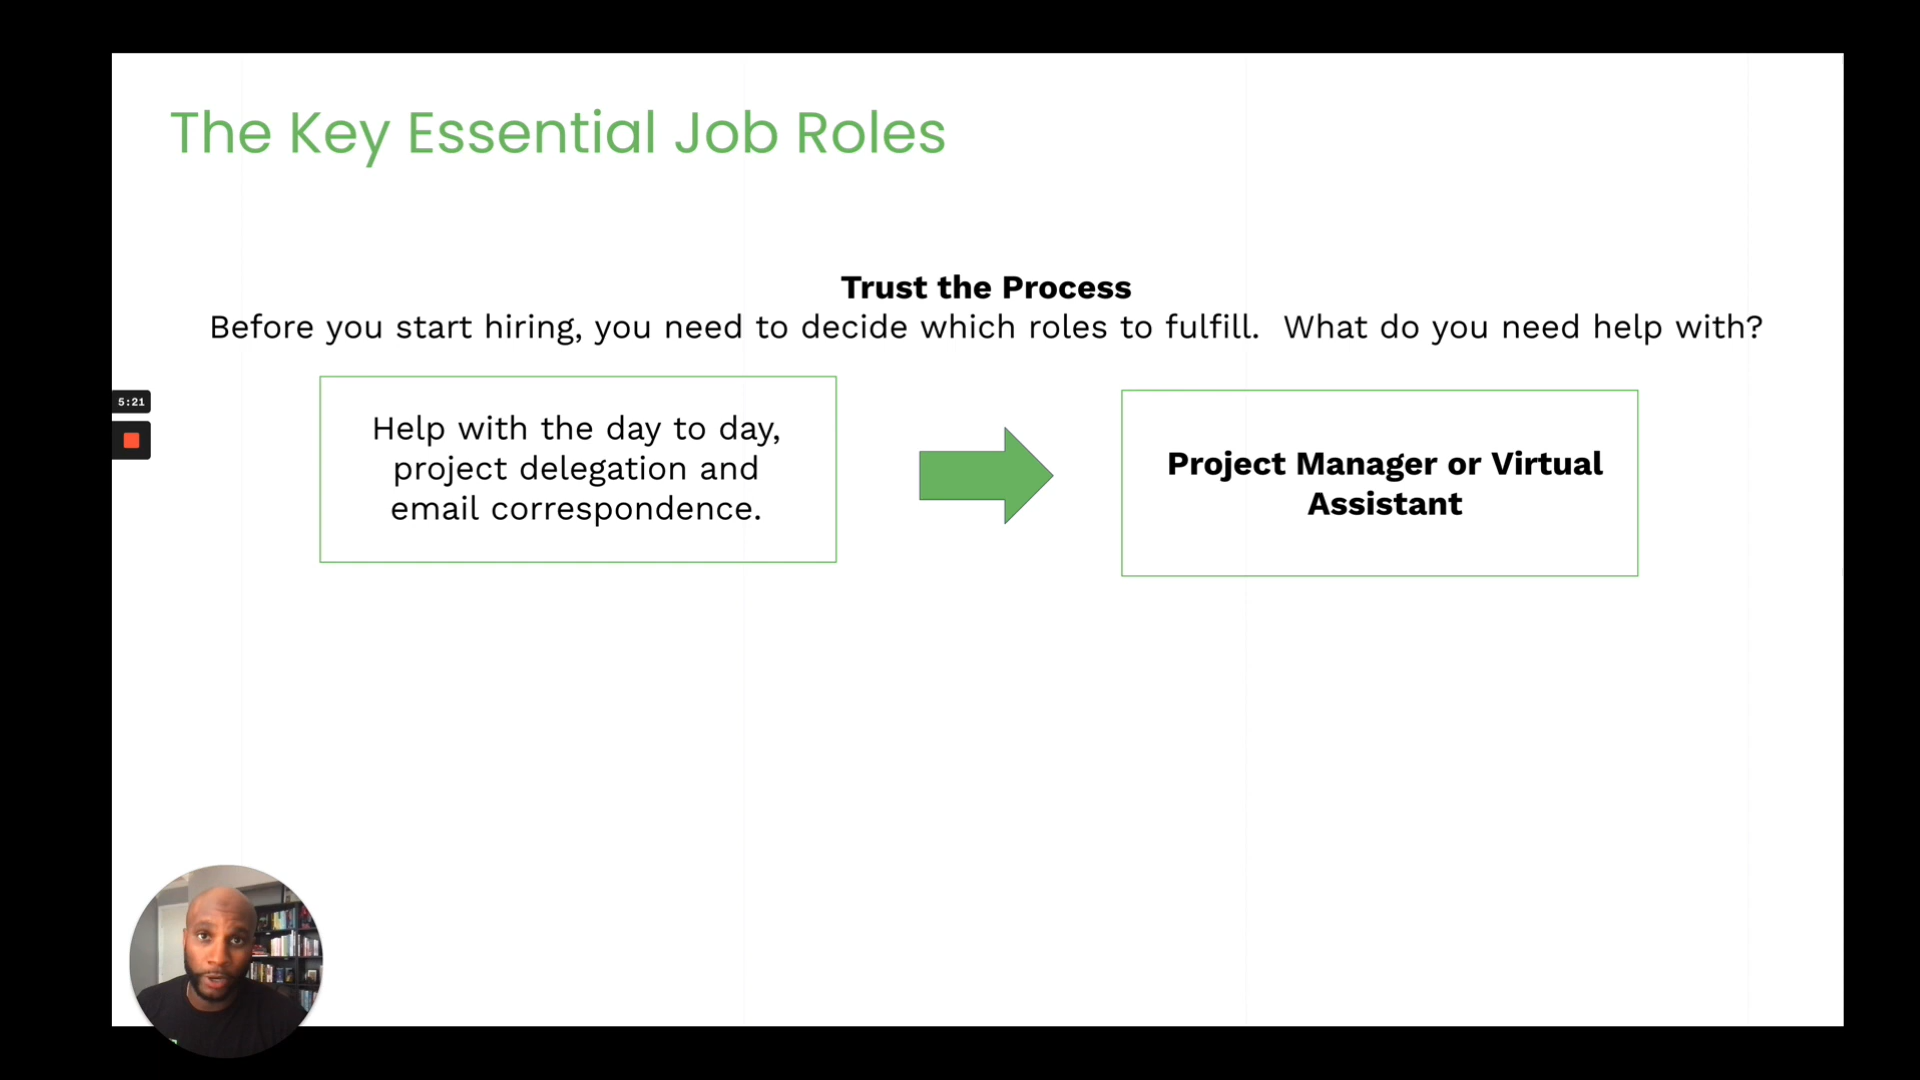 The Key Essential Job Roles
Trust the Process
Before you start hiring, you need to decide which roles to fulfill.  What do you need help with?
5:21
Help with the day to day,
project delegation and
email correspondence.
Project Manager or Virtual
Assistant